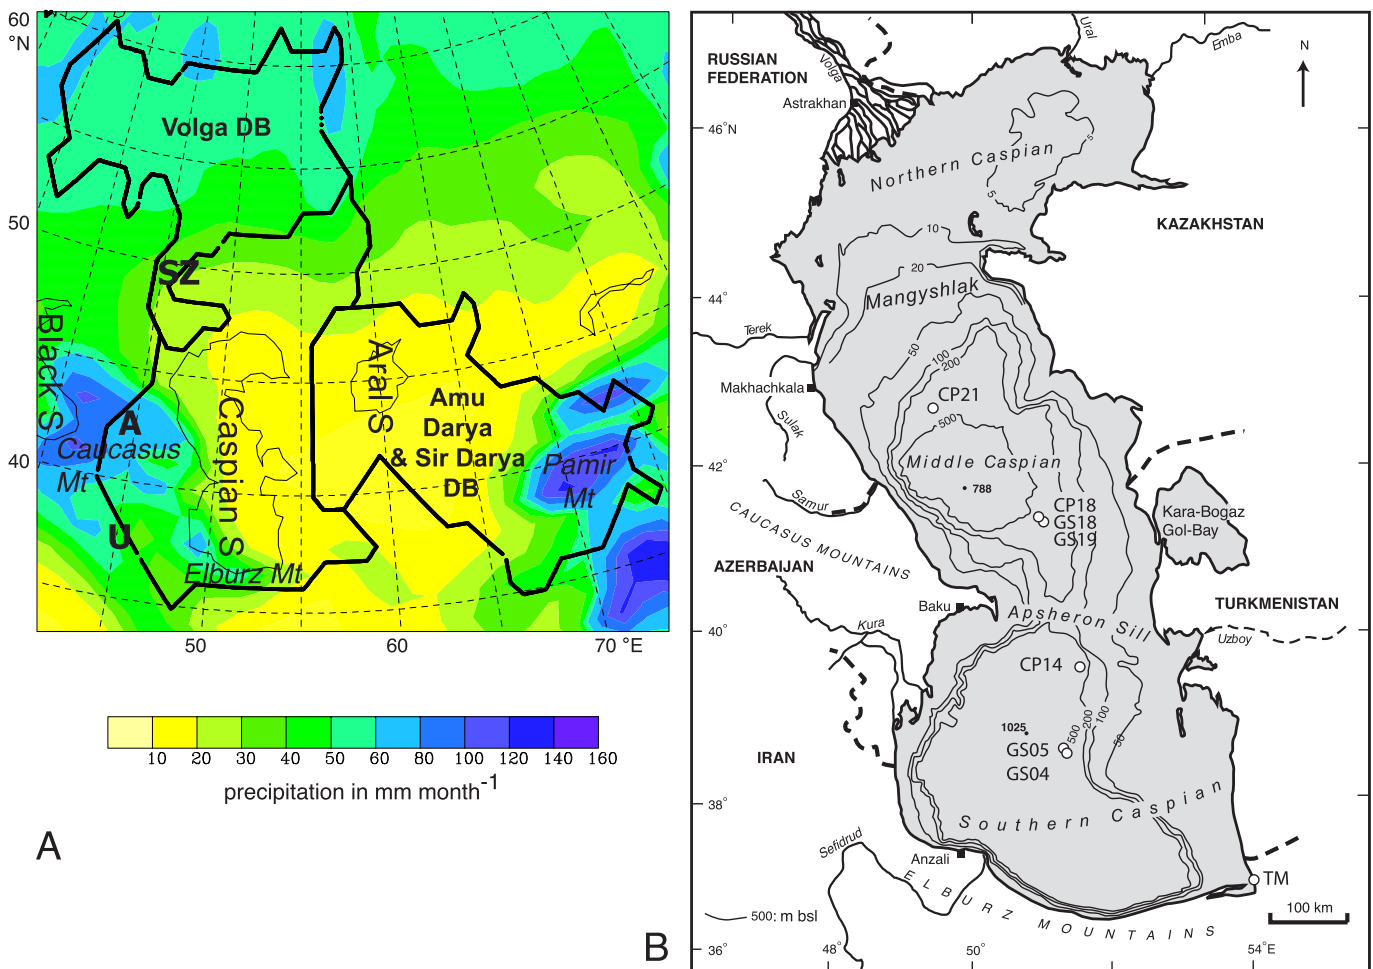 60
°N
50
40
50
60
70 °E
Volga DB
SZ
Black S
A
Caucasus
Mt
U
Caspian S
Elburz Mt
Aral S
Amu
Darya
& Sir Darya
DB
Pamir
Mt
10 20 30 40 60 80 100 120 140 160
precipitation in mm month-1
A
RUSSIAN
FEDERATION
Volga
Astrakhan
Ural
Emba
N
46°N
Northern Caspian
5
5
KAZAKHSTAN
10
20
44°
Mangyshlak
Terek
50
100
200
Makhachkala
CP21
500
Sulak
42°
Middle Caspian
788
Samur
CP18
GS18
GS19
Kara-Bogaz
Gol-Bay
CAUCASUS MOUNTAINS
AZERBAIJAN
Baku
Apsheron Sill
TURKMENISTAN
40°
Kura
Uzboy
CP14
1025
500
200
100
50
GS05
GS04
IRAN
38°
Southern Caspian
Sefidrud
Anzali
TM
ELBURZ MOUNTAINS
500: m bsl
100 km
B
36°
48°
50°
54°E